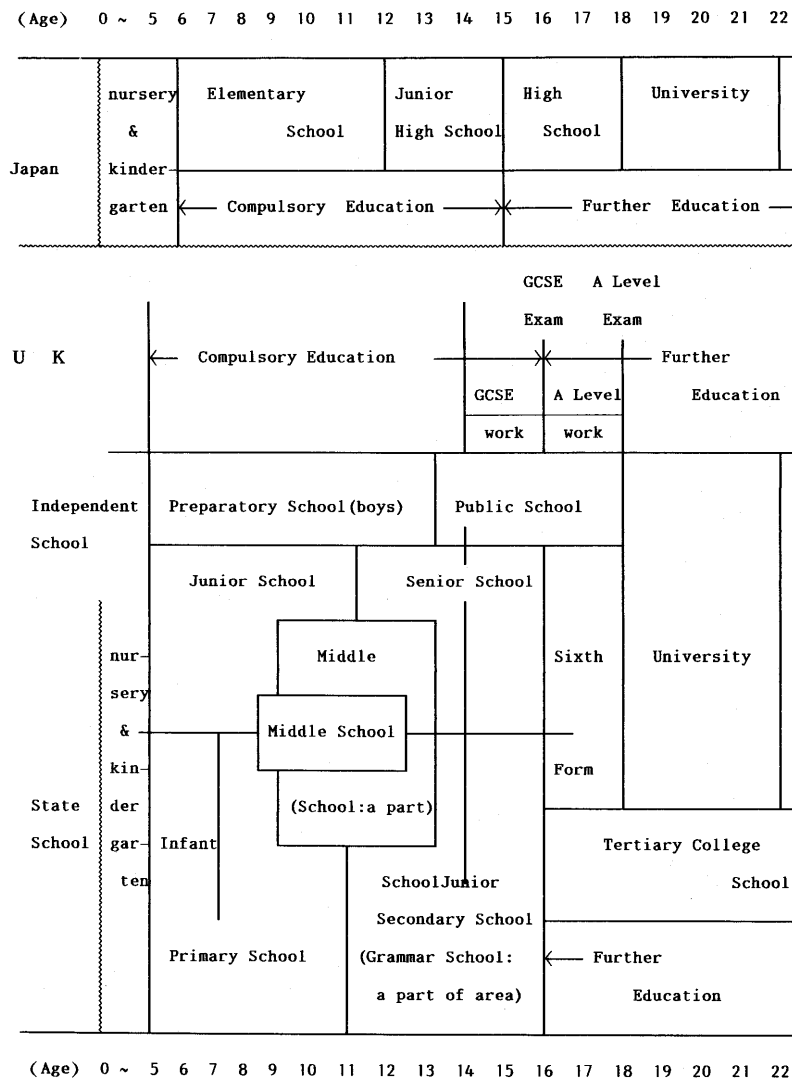 (Age) 0 ~ 5 6 7 8 9 10 11 12 13 14 15 16 17 18 19 20 21 22
nursery Elementary Junior High University
& School High School School
Japan kinder-
garten Compulsory Education Further Education
GCSE A Level
Exam Exam
U K Compulsory Education Further
GCSE A Level Education
work work
Independent Preparatory School(boys) Public School
School
Junior School Senior School
nur- Middle Sixth University
sery
& Middle School
kin- Form
State der (School:a part)
School gar- Infant Tertiary College
ten SchoolJunior School
Secondary School
Primary School (Grammar School: Further
a part of area) Education
(Age) 0 ~ 5 6 7 8 9 10 11 12 13 14 15 16 17 18 19 20 21 22